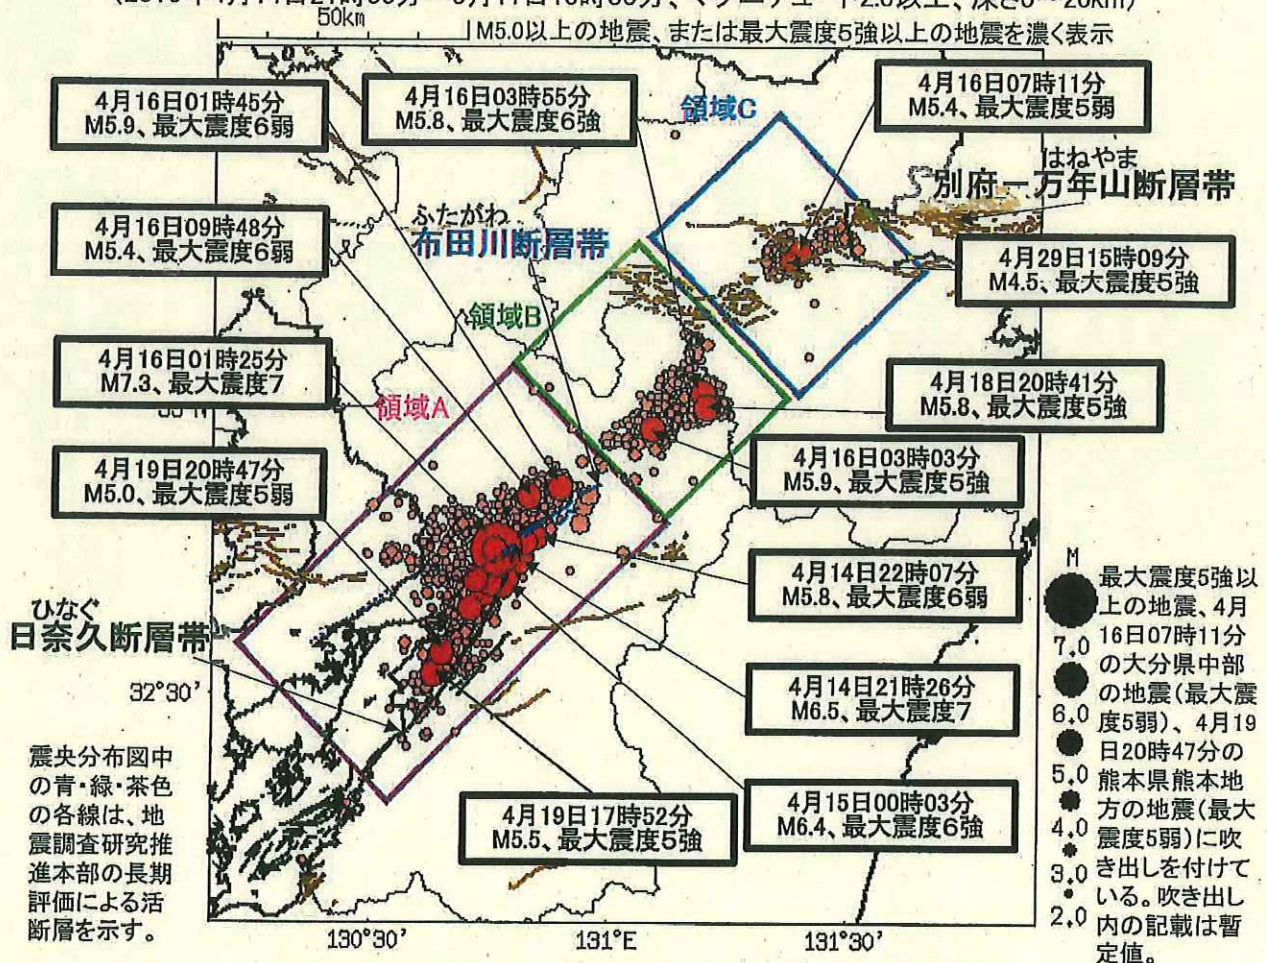 50km
M5.0以上の地震、または最大震度5強以上の地震を濃く表示
4月16日01時45分
M5.9、最大震度6弱
4月16日03時55分
M5.8、最大震度6強
領域C
4月16日07時11分
M5.4、最大震度5弱
はねやま
別府－万年山断層帯
4月16日09時48分
M5.4、最大震度6弱
ふたがわ
布田川断層帯
4月29日15時09分
M4.5、最大震度5強
領域B
4月16日01時25分
M7.3、最大震度7
領域A
4月18日20時41分
M5.8、最大震度5強
4月19日20時47分
M5.0、最大震度5弱
4月16日03時03分
M5.9、最大震度5強
4月14日22時07分
M5.8、最大震度6弱
ひなぐ
日奈久断層帯
4月14日21時26分
M6.5、最大震度7
32°30'
4月19日17時52分
M5.5、最大震度5強
4月15日00時03分
M6.4、最大震度6強
130°30'
131°E
131°30'
震央分布図中
の青・緑・茶色
の各線は、地
震調査研究推
進本部の長期
評価による活
断層を示す。
M
7.0
6.0
5.0
4.0
3.0
2.0
最大震度5強以
上の地震、4月
16日07時11分
の大分県中部
の地震(最大震
度5弱)、4月19
日20時47分の
熊本県熊本地
方の地震(最大
震度5弱)に吹
き出しを付けて
いる。吹き出し
内の記載は暫
定値。